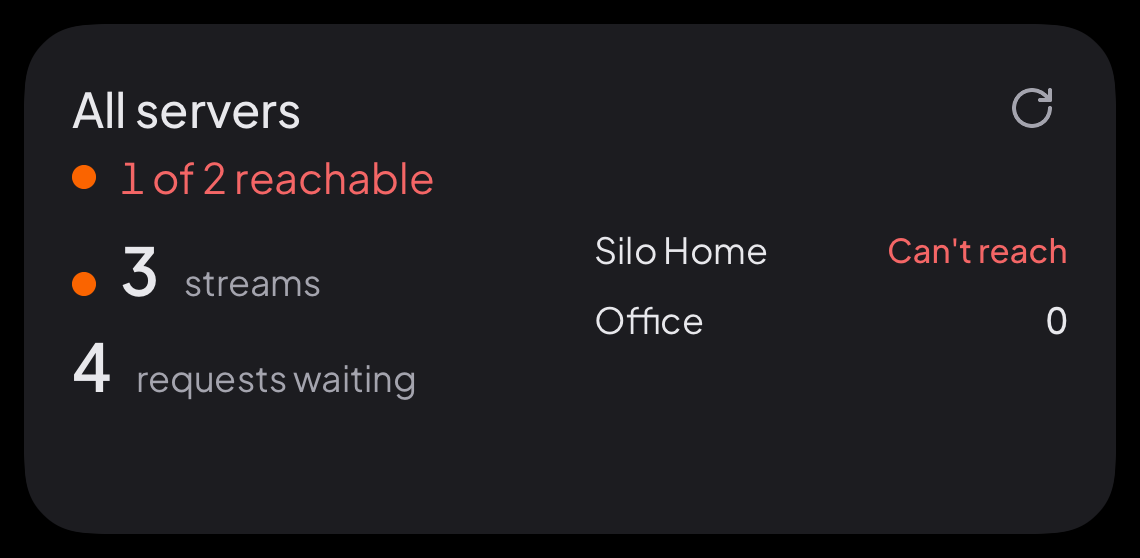 All servers
1 of 2 reachable
3 streams
4 requests waiting
Silo Home Can't reach
Office 0